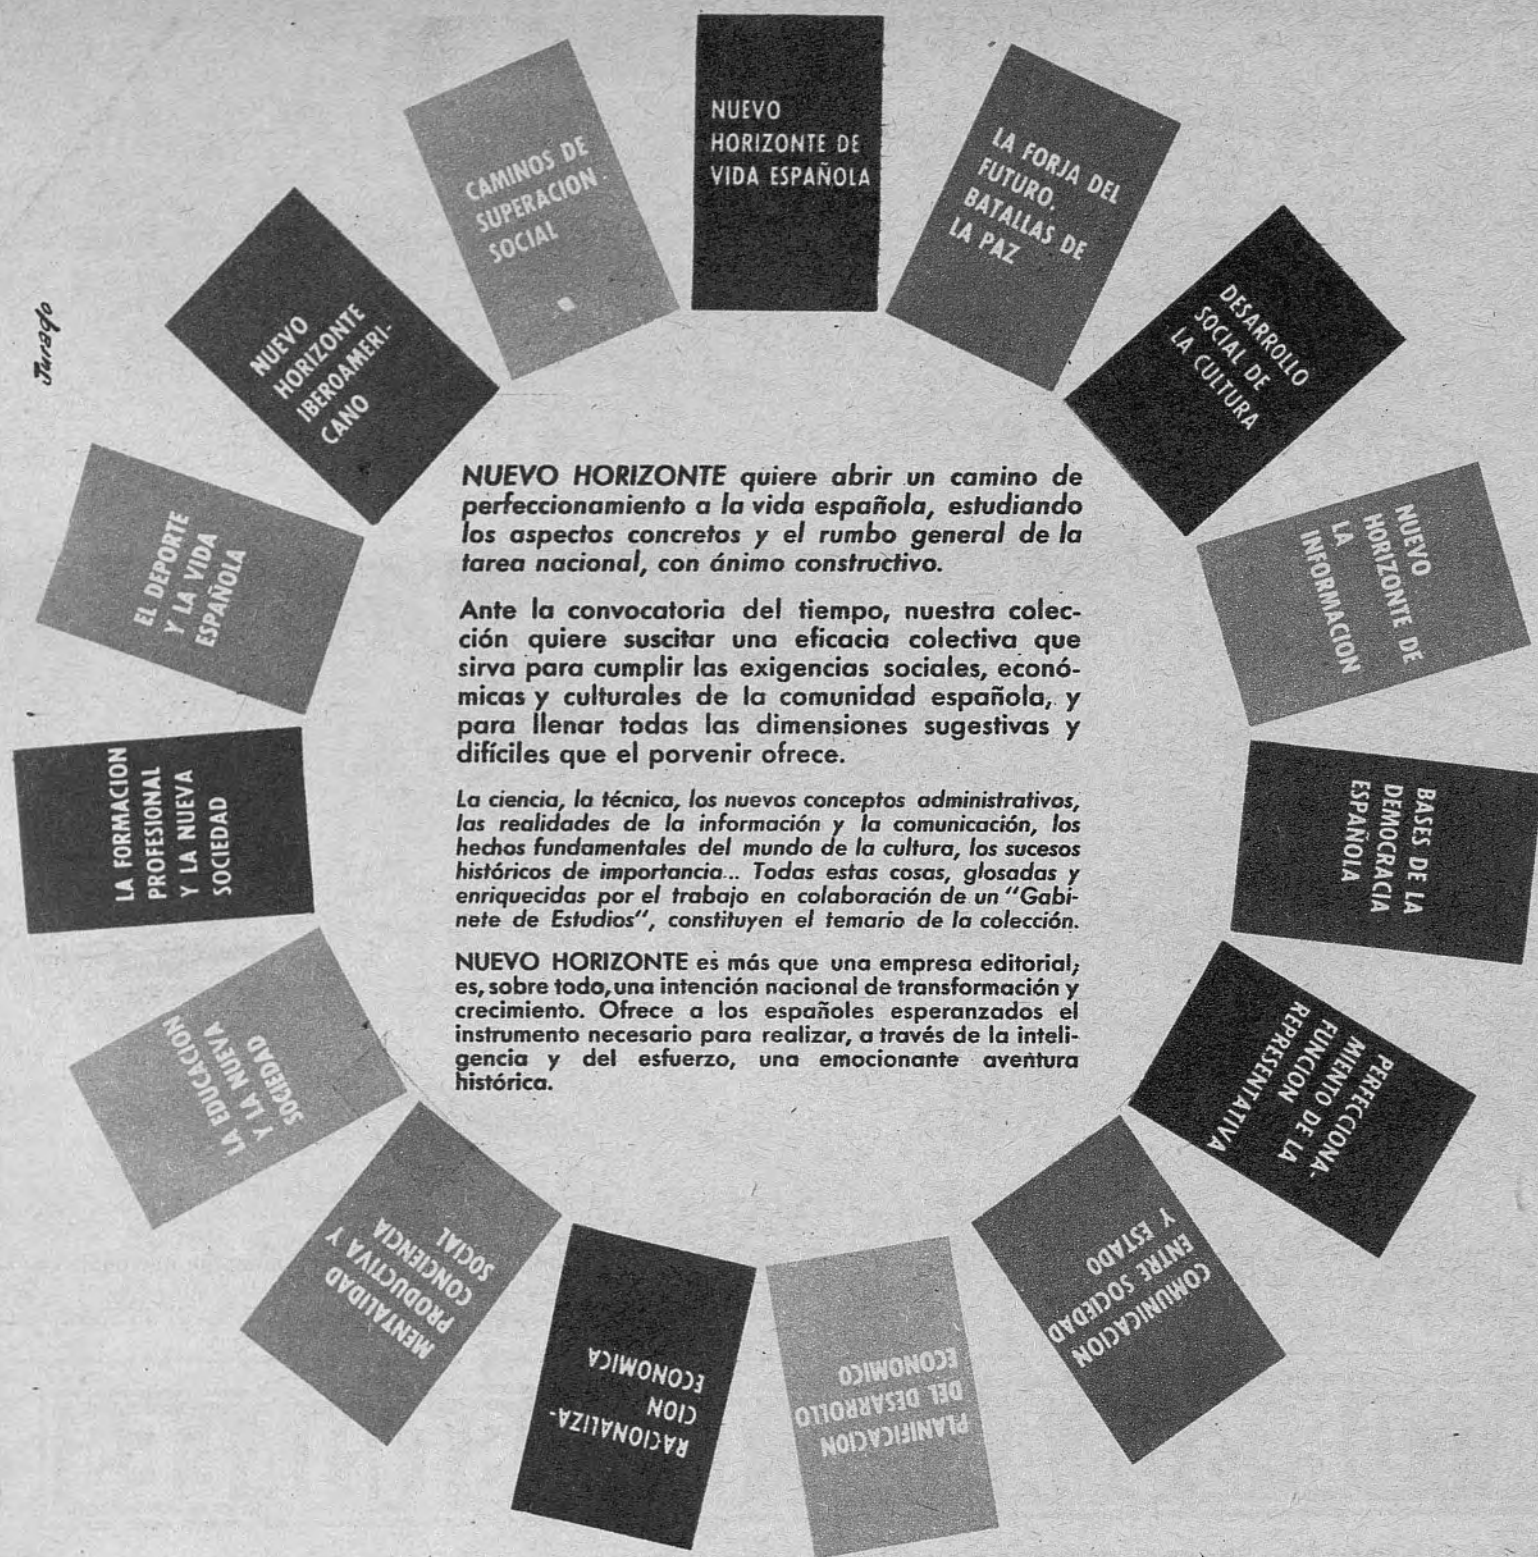 NUEVO
HORIZONTE DE
VIDA ESPAÑOLA
LA FORJA DEL
FUTURO.
BATALLAS DE
LA PAZ
DESARROLLO
SOCIAL DE
LA CULTURA
NUEVO
HORIZONTE DE
LA
INFORMACION
BASES DE LA
DEMOCRACIA
ESPAÑOLA
PERFECCIONA-
MIENTO DE LA
FUNCION
REPRESENTATIVA
COMUNICACION
ENTRE SOCIEDAD
Y ESTADO
PLANIFICACION
DEL DESARROLLO
ECONOMICO
RACIONALIZA-
CION
ECONOMICA
MENTALIDAD
PRODUCTIVA Y
CONCIENCIA
SOCIAL
LA EDUCACION
Y LA NUEVA
SOCIEDAD
LA FORMACION
PROFESIONAL
Y LA NUEVA
SOCIEDAD
EL DEPORTE
Y LA VIDA
ESPAÑOLA
NUEVO
HORIZONTE
IBEROAMERI-
CANO
CAMINOS DE
SUPERACION
SOCIAL
Jurado
NUEVO HORIZONTE quiere abrir un camino de
perfeccionamiento a la vida española, estudiando
los aspectos concretos y el rumbo general de la
tarea nacional, con ánimo constructivo.
Ante la convocatoria del tiempo, nuestra colec-
ción quiere suscitar una eficacia colectiva que
sirva para cumplir las exigencias sociales, econó-
micas y culturales de la comunidad española, y
para llenar todas las dimensiones sugestivas y
difíciles que el porvenir ofrece.
La ciencia, la técnica, los nuevos conceptos administrativos,
las realidades de la información y la comunicación, los
hechos fundamentales del mundo de la cultura, los sucesos
históricos de importancia... Todas estas cosas, glosadas y
enriquecidas por el trabajo en colaboración de un "Gabi-
nete de Estudios", constituyen el temario de la colección.
NUEVO HORIZONTE es más que una empresa editorial;
es, sobre todo, una intención nacional de transformación y
crecimiento. Ofrece a los españoles esperanzados el
instrumento necesario para realizar, a través de la inteli-
gencia y del esfuerzo, una emocionante aventura
histórica.